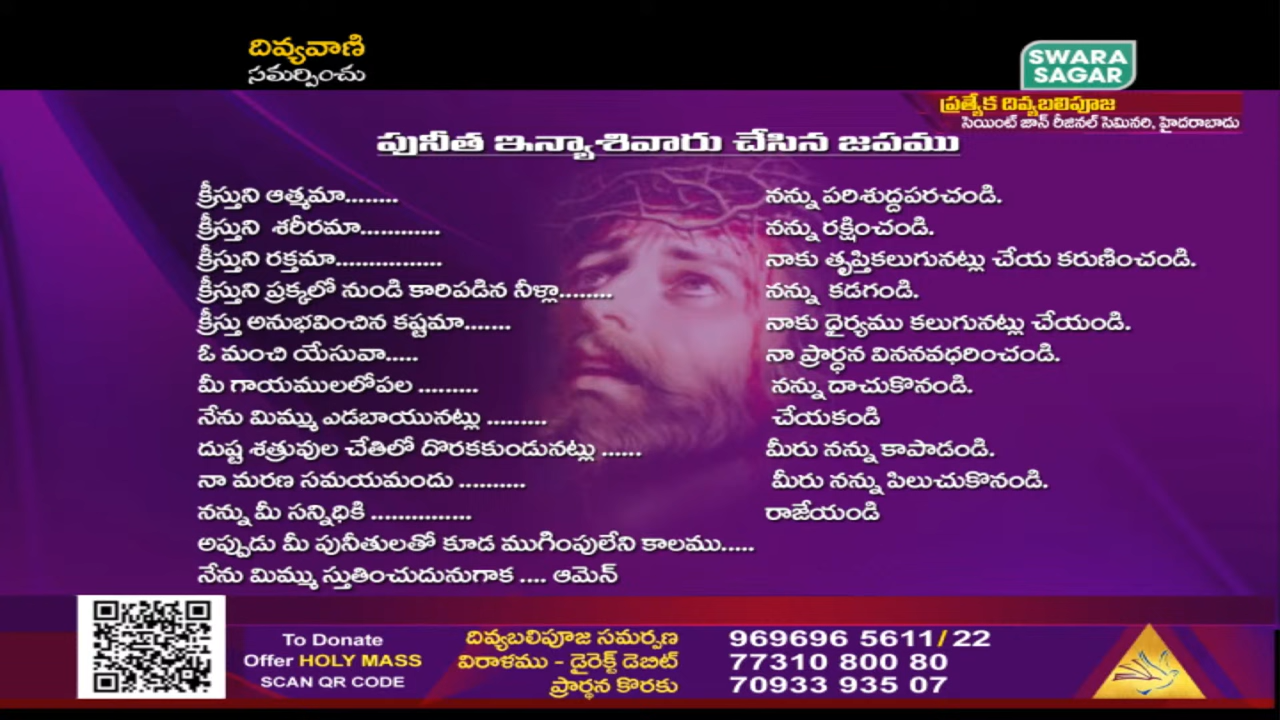 దివ్యవాణి
సమర్పించు
SWARA
SAGAR
ప్రత్యేక దివ్యబలిపూజ
సెయింట్ జాన్ రీజినల్ సెమినరి, హైదరాబాదు
పునీత ఇన్యాశివారు చేసిన జపము
క్రీస్తుని ఆత్మమా........ నన్ను పరిశుద్దపరచండి.
క్రీస్తుని శరీరమా............ నన్ను రక్షించండి.
క్రీస్తుని రక్తమా................ నాకు తృప్తికలుగునట్లు చేయ కరుణించండి.
క్రీస్తుని ప్రక్కలో నుండి కారిపడిన నీళ్లా........ నన్ను కడగండి.
క్రీస్తు అనుభవించిన కష్టమా....... నాకు ధైర్యము కలుగునట్లు చేయండి.
ఓ మంచి యేసువా..... నా ప్రార్ధన విననవధరించండి.
మీ గాయములలోపల ......... నన్ను దాచుకొనండి.
నేను మిమ్ము ఎడబాయునట్లు ......... చేయకండి
దుష్ట శత్రువుల చేతిలో దొరకకుండునట్లు ...... మీరు నన్ను కాపాడండి.
నా మరణ సమయమందు .......... మీరు నన్ను పిలుచుకొనండి.
నన్ను మీ సన్నిధికి ............... రాజేయండి
అప్పుడు మీ పునీతులతో కూడ ముగింపులేని కాలము.....
నేను మిమ్ము స్తుతించుదునుగాక .... ఆమెన్
To Donate
Offer HOLY MASS
SCAN QR CODE
దివ్యబలిపూజ సమర్పణ 969696 5611/22
విరాళము - డైరెక్ట్ డెబిట్ 77310 800 80
ప్రార్థన కొరకు 70933 935 07